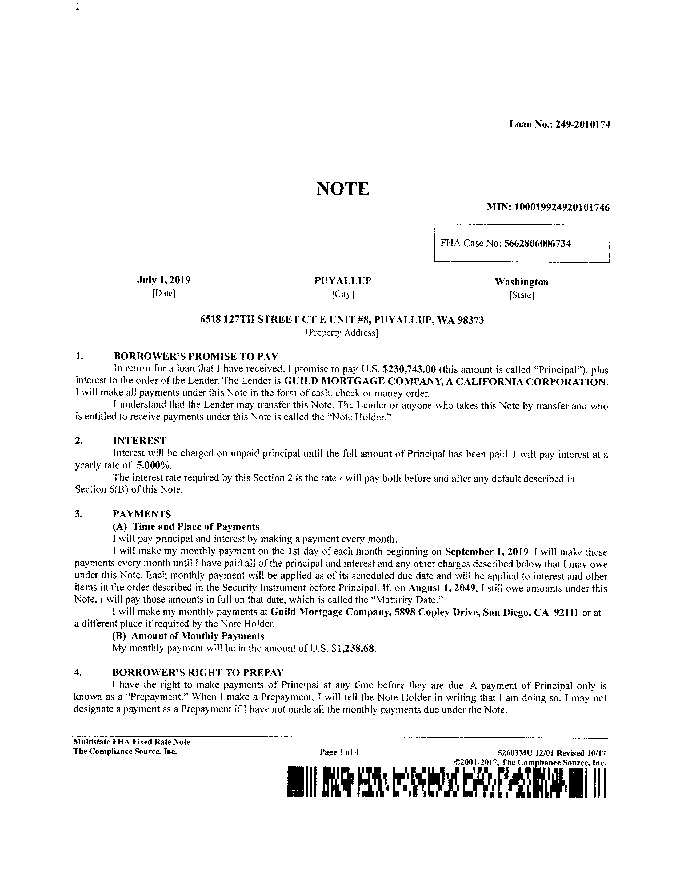 Loan No.: 249-2010174
NOTE
MIN: 100019924920101746
FHA Case No: 5662806006734
July 1, 2019 PUYALLUP Washington
[Date] [City] [State]
6518 127TH STREET CT E UNIT #8, PUYALLUP, WA 98373
[Property Address]
1. BORROWER'S PROMISE TO PAY
In return for a loan that I have received, I promise to pay U.S. $230,743.00 (this amount is called "Principal"), plus
interest to the order of the Lender. The Lender is GUILD MORTGAGE COMPANY, A CALIFORNIA CORPORATION.
I will make all payments under this Note in the form of cash, check or money order.
I understand that the Lender may transfer this Note. The Lender or anyone who takes this Note by transfer and who
is entitled to receive payments under this Note is called the "Note Holder."
2. INTEREST
Interest will be charged on unpaid principal until the full amount of Principal has been paid. I will pay interest at a
yearly rate of 5.000%.
The interest rate required by this Section 2 is the rate I will pay both before and after any default described in
Section 6(B) of this Note.
3. PAYMENTS
(A) Time and Place of Payments
I will pay principal and interest by making a payment every month.
I will make my monthly payment on the 1st day of each month beginning on September 1, 2019. I will make these
payments every month until I have paid all of the principal and interest and any other charges described below that I may owe
under this Note. Each monthly payment will be applied as of its scheduled due date and will be applied to interest and other
items in the order described in the Security Instrument before Principal. If, on August 1, 2049, I still owe amounts under this
Note, I will pay those amounts in full on that date, which is called the "Maturity Date."
I will make my monthly payments at Guild Mortgage Company, 5898 Copley Drive, San Diego, CA 92111 or at
a different place if required by the Note Holder.
(B) Amount of Monthly Payments
My monthly payment will be in the amount of U.S. $1,238.68.
4. BORROWER'S RIGHT TO PREPAY
I have the right to make payments of Principal at any time before they are due. A payment of Principal only is
known as a "Prepayment." When I make a Prepayment, I will tell the Note Holder in writing that I am doing so. I may not
designate a payment as a Prepayment if I have not made all the monthly payments due under the Note.
Multistate FHA Fixed Rate Note
The Compliance Source, Inc. Page 1 of 4 52603MU 12/01 Revised 10/17
©2001-2017, The Compliance Source, Inc.